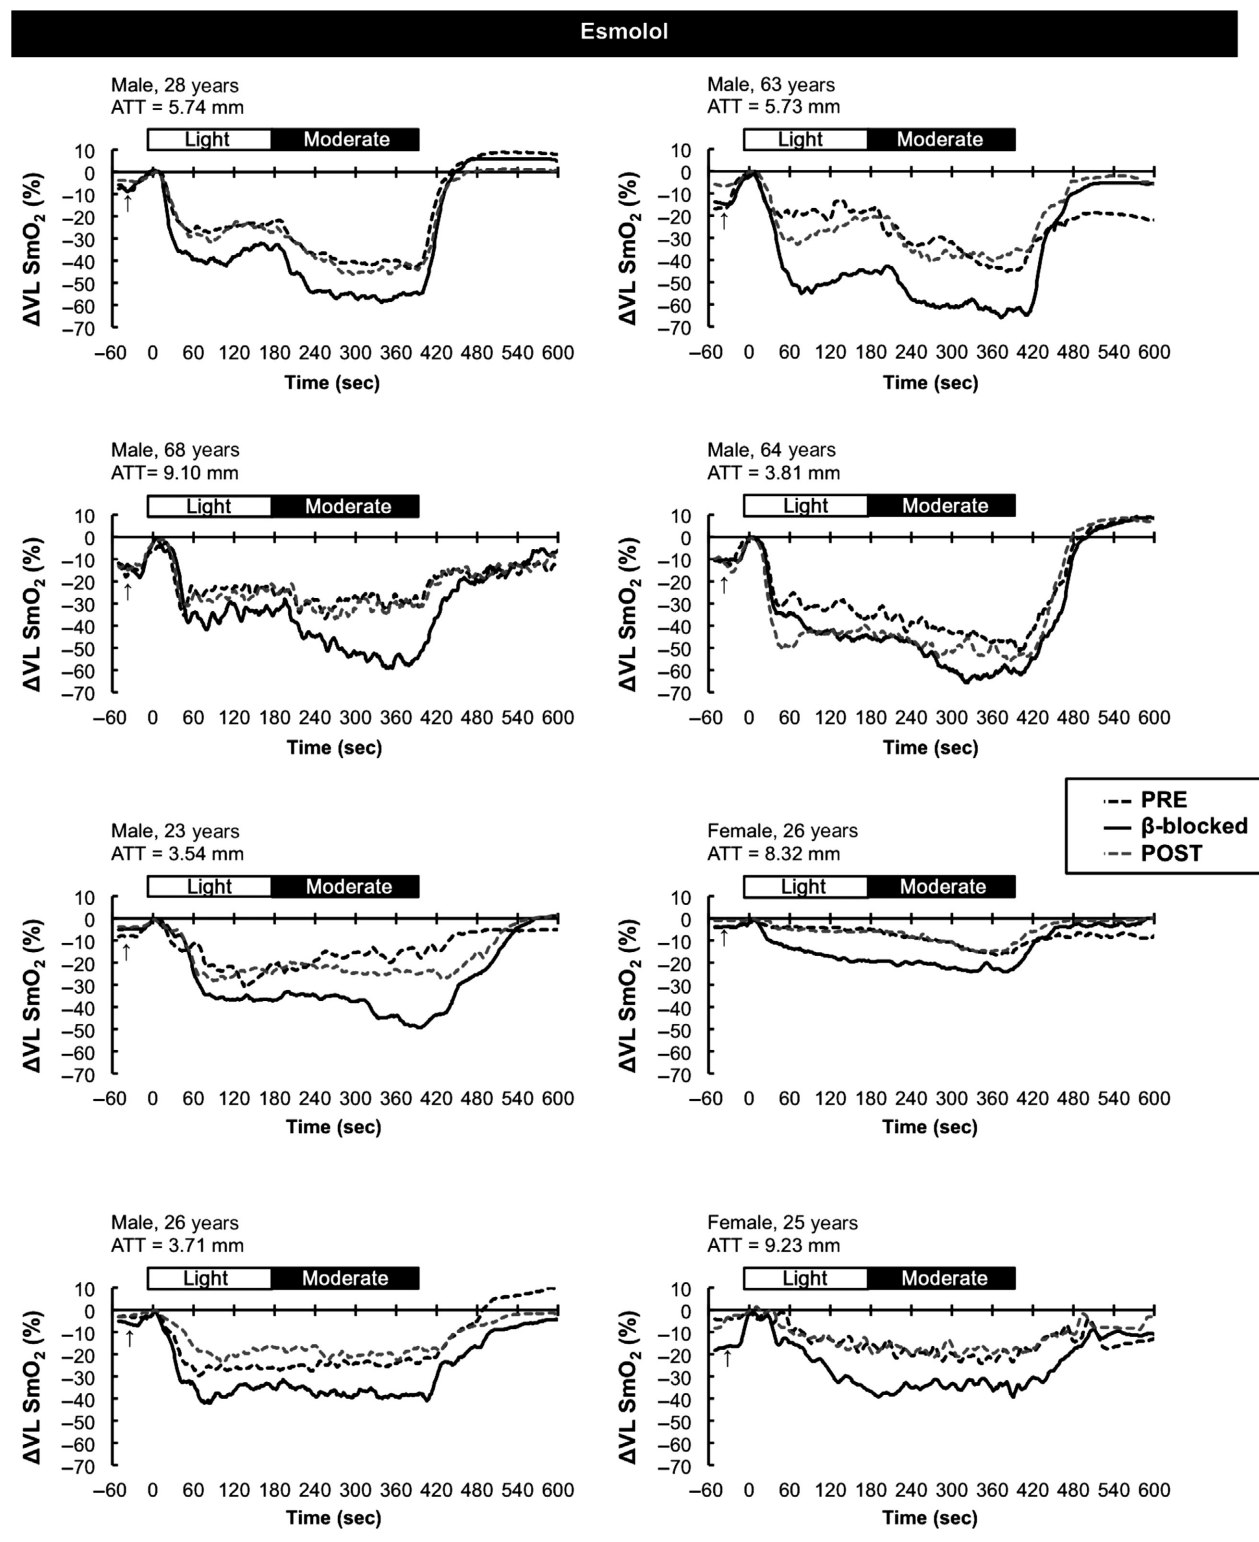 Esmolol
Male, 28 years
ATT = 5.74 mm
Light Moderate
10
0
–10
–20
–30
–40
–50
–60
–70
ΔVL SmO2 (%)
–60 0 60 120 180 240 300 360 420 480 540 600
Time (sec)
Male, 63 years
ATT = 5.73 mm
Light Moderate
10
0
–10
–20
–30
–40
–50
–60
–70
ΔVL SmO2 (%)
–60 0 60 120 180 240 300 360 420 480 540 600
Time (sec)
Male, 68 years
ATT= 9.10 mm
Light Moderate
10
0
–10
–20
–30
–40
–50
–60
–70
ΔVL SmO2 (%)
–60 0 60 120 180 240 300 360 420 480 540 600
Time (sec)
Male, 64 years
ATT = 3.81 mm
Light Moderate
10
0
–10
–20
–30
–40
–50
–60
–70
ΔVL SmO2 (%)
–60 0 60 120 180 240 300 360 420 480 540 600
Time (sec)
PRE
β-blocked
POST
Male, 23 years
ATT = 3.54 mm
Light Moderate
10
0
–10
–20
–30
–40
–50
–60
–70
ΔVL SmO2 (%)
–60 0 60 120 180 240 300 360 420 480 540 600
Time (sec)
Female, 26 years
ATT = 8.32 mm
Light Moderate
10
0
–10
–20
–30
–40
–50
–60
–70
ΔVL SmO2 (%)
–60 0 60 120 180 240 300 360 420 480 540 600
Time (sec)
Male, 26 years
ATT = 3.71 mm
Light Moderate
10
0
–10
–20
–30
–40
–50
–60
–70
ΔVL SmO2 (%)
–60 0 60 120 180 240 300 360 420 480 540 600
Time (sec)
Female, 25 years
ATT = 9.23 mm
Light Moderate
10
0
–10
–20
–30
–40
–50
–60
–70
ΔVL SmO2 (%)
–60 0 60 120 180 240 300 360 420 480 540 600
Time (sec)